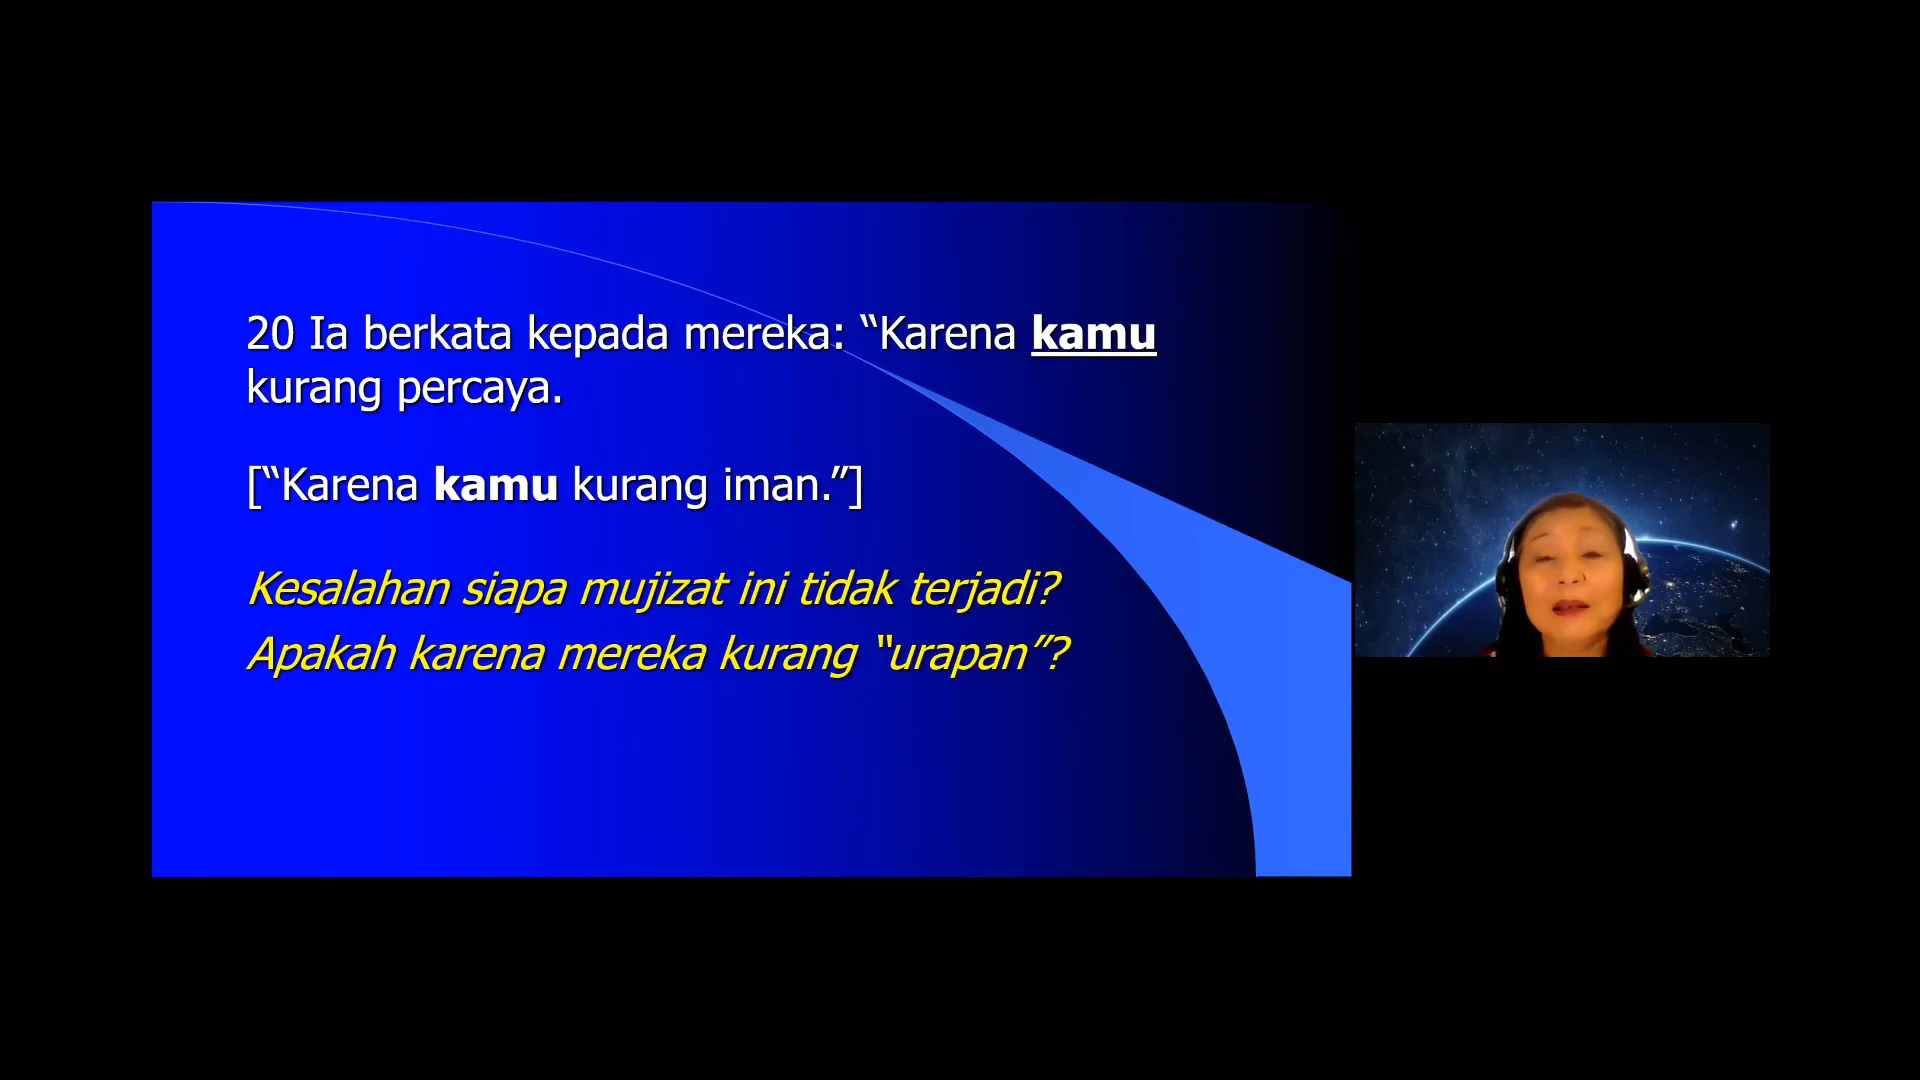 20 Ia berkata kepada mereka: “Karena kamu
kurang percaya.
[“Karena kamu kurang iman.”]
Kesalahan siapa mujizat ini tidak terjadi?
Apakah karena mereka kurang “urapan”?